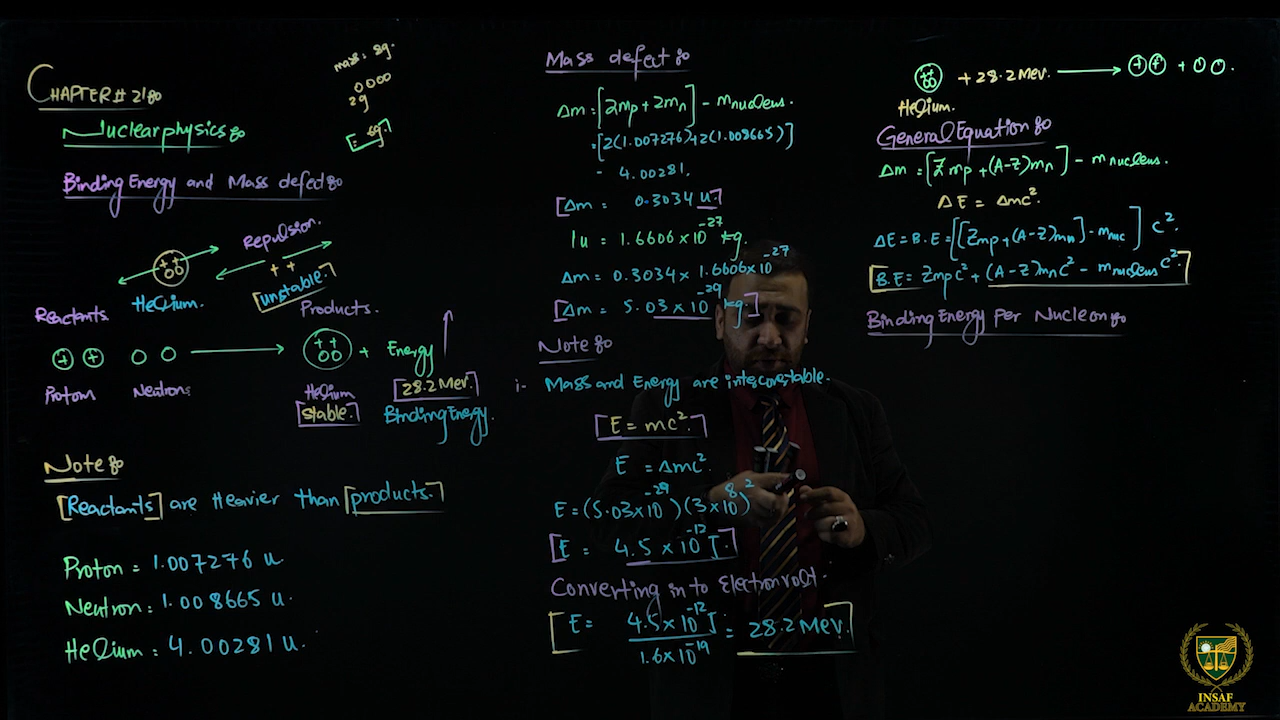 CHAPTER # 21:
Nuclear physics:
Binding Energy and Mass defect:
mass: 8g.
2g
[= 8g.]
Repulsion.
+ +
[unstable.]
Helium.
Reactants
Products.
+ Energy
Protom
Neutrons
Helium
[stable.]
[28.2 Mev.]
Binding Energy.
Note:
[Reactants] are Heavier than [products.]
Proton = 1.007276 u.
Neutron: 1.008665 u.
Helium: 4.00281 u.
Mass defect:
Δm = [2mp + 2mn] - mnucleus.
= [2(1.007276)+2(1.008665)]
- 4.00281.
[Δm = 0.3034 u.]
1u = 1.6606 × 10⁻²⁷ kg.
Δm = 0.3034 × 1.6606 × 10⁻²⁷
[Δm = 5.03 × 10⁻²⁹ kg.]
Note:
i- Mass and Energy are interconvertable.
[E = mc².]
E = Δmc².
E = (5.03×10⁻²⁹)(3×10⁸)²
[E = 4.5 × 10⁻¹² J.]
Converting in to Electron volt.
[E = 4.5 × 10⁻¹² J / 1.6×10⁻¹⁹ = 28.2 Mev.]
+ 28.2 Mev. → + + + O O.
Helium.
General Equation:
Δm = [Zmp + (A-Z)mn] - mnucleus.
ΔE = Δmc².
ΔE = B.E = [[Zmp + (A-Z)mn] - mnuc] c².
[B.E = Zmpc² + (A-Z)mnc² - mnucleus c².]
Binding Energy per Nucleon:
INSAF
ACADEMY